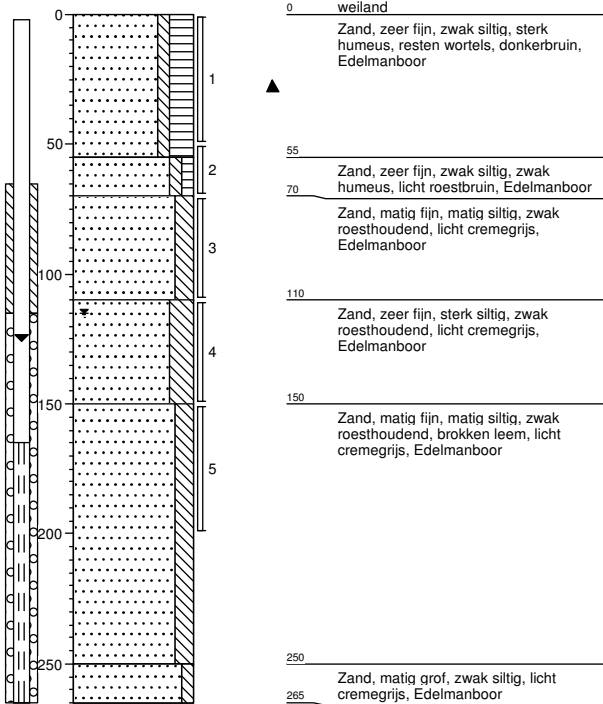 0
50
100
150
200
250
1
2
3
4
5
0 weiland
Zand, zeer fijn, zwak siltig, sterk
humeus, resten wortels, donkerbruin,
Edelmanboor
55
Zand, zeer fijn, zwak siltig, zwak
humeus, licht roestbruin, Edelmanboor
70
Zand, matig fijn, matig siltig, zwak
roesthoudend, licht cremegrijs,
Edelmanboor
110
Zand, zeer fijn, sterk siltig, zwak
roesthoudend, licht cremegrijs,
Edelmanboor
150
Zand, matig fijn, matig siltig, zwak
roesthoudend, brokken leem, licht
cremegrijs, Edelmanboor
250
Zand, matig grof, zwak siltig, licht
cremegrijs, Edelmanboor
265